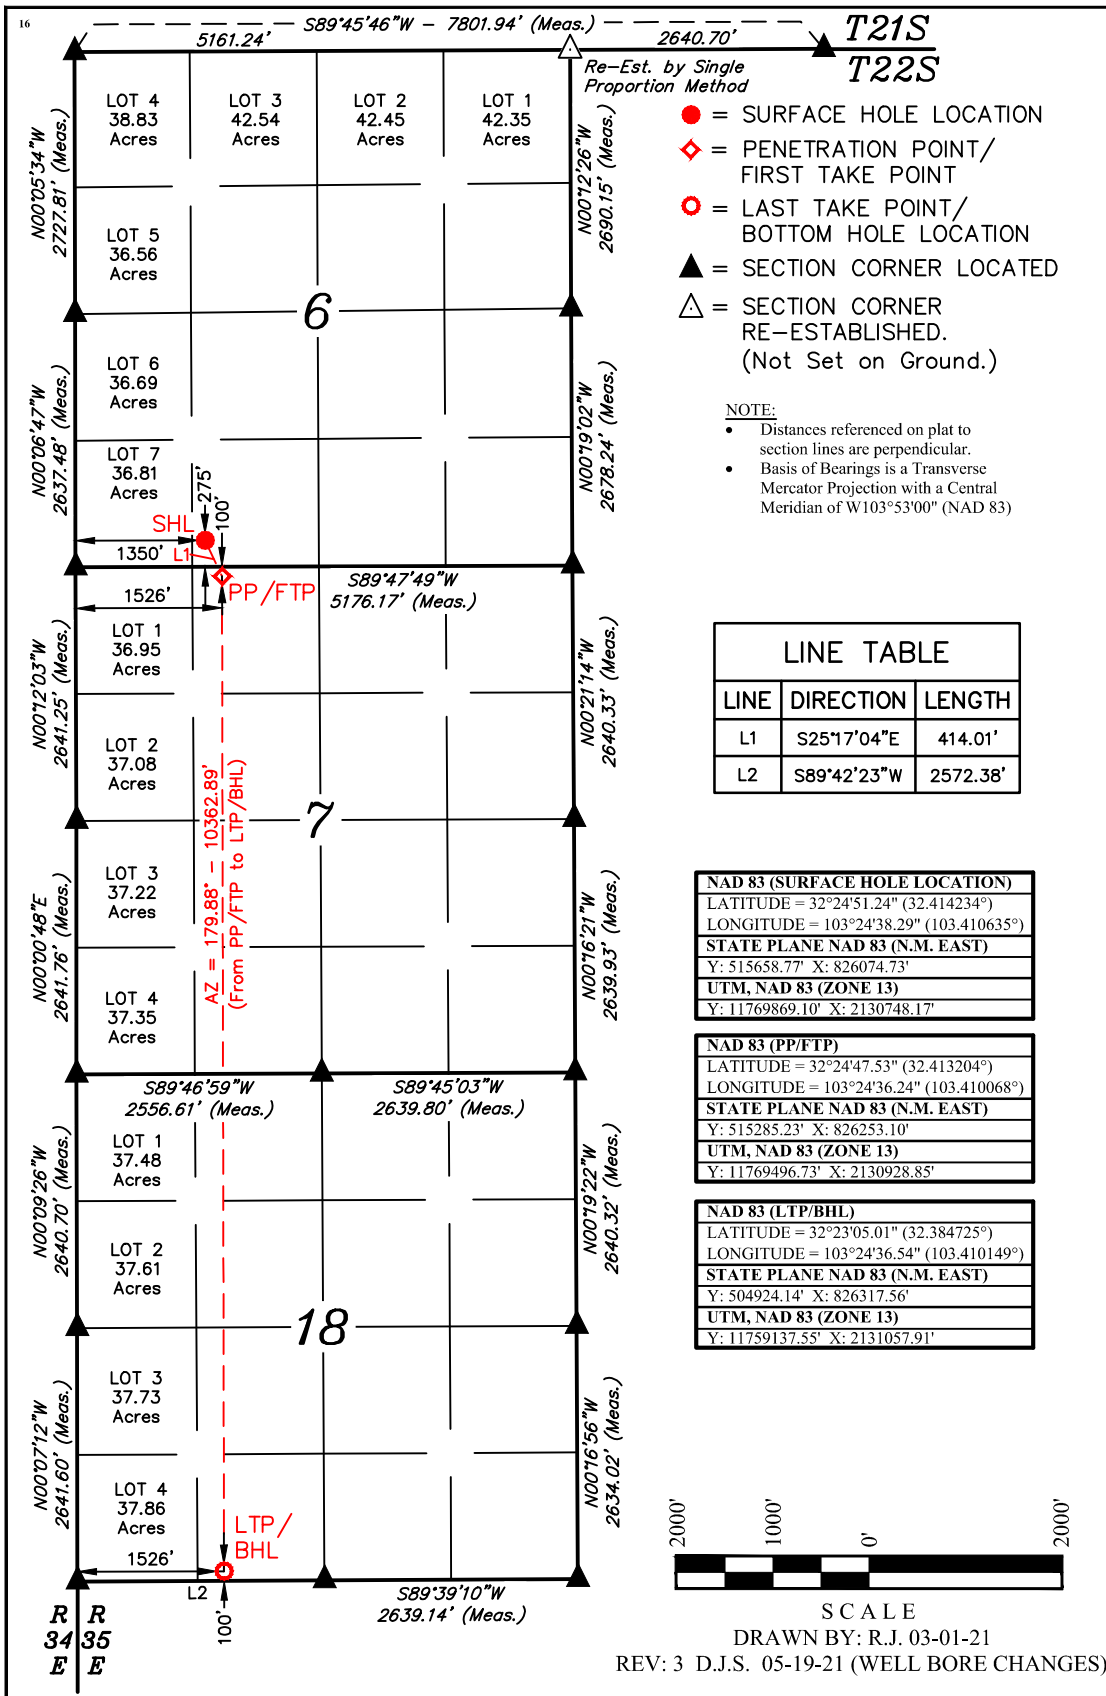 16
S89°45'46"W - 7801.94' (Meas.)
5161.24'
2640.70'
T21S
T22S
Re-Est. by Single
Proportion Method
LOT 4
38.83
Acres
LOT 3
42.54
Acres
LOT 2
42.45
Acres
LOT 1
42.35
Acres
N00°05'34"W
2727.81' (Meas.)
N00°12'26"W
2690.15' (Meas.)
LOT 5
36.56
Acres
6
LOT 6
36.69
Acres
LOT 7
36.81
Acres
N00°06'47"W
2637.48' (Meas.)
N00°19'02"W
2678.24' (Meas.)
275'
100'
SHL
1350'
L1
PP/FTP
1526'
S89°47'49"W
5176.17' (Meas.)
LOT 1
36.95
Acres
N00°12'03"W
2641.25' (Meas.)
N00°21'14"W
2640.33' (Meas.)
LOT 2
37.08
Acres
7
AZ = 179.88° - 10362.89'
(From PP/FTP to LTP/BHL)
LOT 3
37.22
Acres
N00°00'48"E
2641.76' (Meas.)
N00°16'21"W
2639.93' (Meas.)
LOT 4
37.35
Acres
S89°46'59"W
2556.61' (Meas.)
S89°45'03"W
2639.80' (Meas.)
LOT 1
37.48
Acres
N00°09'26"W
2640.70' (Meas.)
N00°19'22"W
2640.32' (Meas.)
LOT 2
37.61
Acres
18
LOT 3
37.73
Acres
N00°07'12"W
2641.60' (Meas.)
N00°16'56"W
2634.02' (Meas.)
LOT 4
37.86
Acres
LTP/
BHL
1526'
L2
100'
S89°39'10"W
2639.14' (Meas.)
R
34
E
R
35
E
= SURFACE HOLE LOCATION
= PENETRATION POINT/
FIRST TAKE POINT
= LAST TAKE POINT/
BOTTOM HOLE LOCATION
= SECTION CORNER LOCATED
= SECTION CORNER
RE-ESTABLISHED.
(Not Set on Ground.)
NOTE:
• Distances referenced on plat to
section lines are perpendicular.
• Basis of Bearings is a Transverse
Mercator Projection with a Central
Meridian of W103°53'00" (NAD 83)
LINE TABLE
LINE DIRECTION LENGTH
L1 S25°17'04"E 414.01'
L2 S89°42'23"W 2572.38'
NAD 83 (SURFACE HOLE LOCATION)
LATITUDE = 32°24'51.24" (32.414234°)
LONGITUDE = 103°24'38.29" (103.410635°)
STATE PLANE NAD 83 (N.M. EAST)
Y: 515658.77' X: 826074.73'
UTM, NAD 83 (ZONE 13)
Y: 11769869.10' X: 2130748.17'
NAD 83 (PP/FTP)
LATITUDE = 32°24'47.53" (32.413204°)
LONGITUDE = 103°24'36.24" (103.410068°)
STATE PLANE NAD 83 (N.M. EAST)
Y: 515285.23' X: 826253.10'
UTM, NAD 83 (ZONE 13)
Y: 11769496.73' X: 2130928.85'
NAD 83 (LTP/BHL)
LATITUDE = 32°23'05.01" (32.384725°)
LONGITUDE = 103°24'36.54" (103.410149°)
STATE PLANE NAD 83 (N.M. EAST)
Y: 504924.14' X: 826317.56'
UTM, NAD 83 (ZONE 13)
Y: 11759137.55' X: 2131057.91'
2000'
1000'
0'
2000'
SCALE
DRAWN BY: R.J. 03-01-21
REV: 3 D.J.S. 05-19-21 (WELL BORE CHANGES)